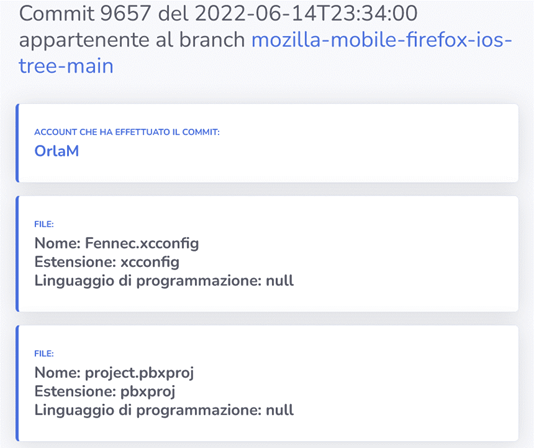 Commit 9657 del 2022-06-14T23:34:00
appartenente al branch mozilla-mobile-firefox-ios-
tree-main
ACCOUNT CHE HA EFFETTUATO IL COMMIT:
OrlaM
FILE:
Nome: Fennec.xcconfig
Estensione: xcconfig
Linguaggio di programmazione: null
FILE:
Nome: project.pbxproj
Estensione: pbxproj
Linguaggio di programmazione: null